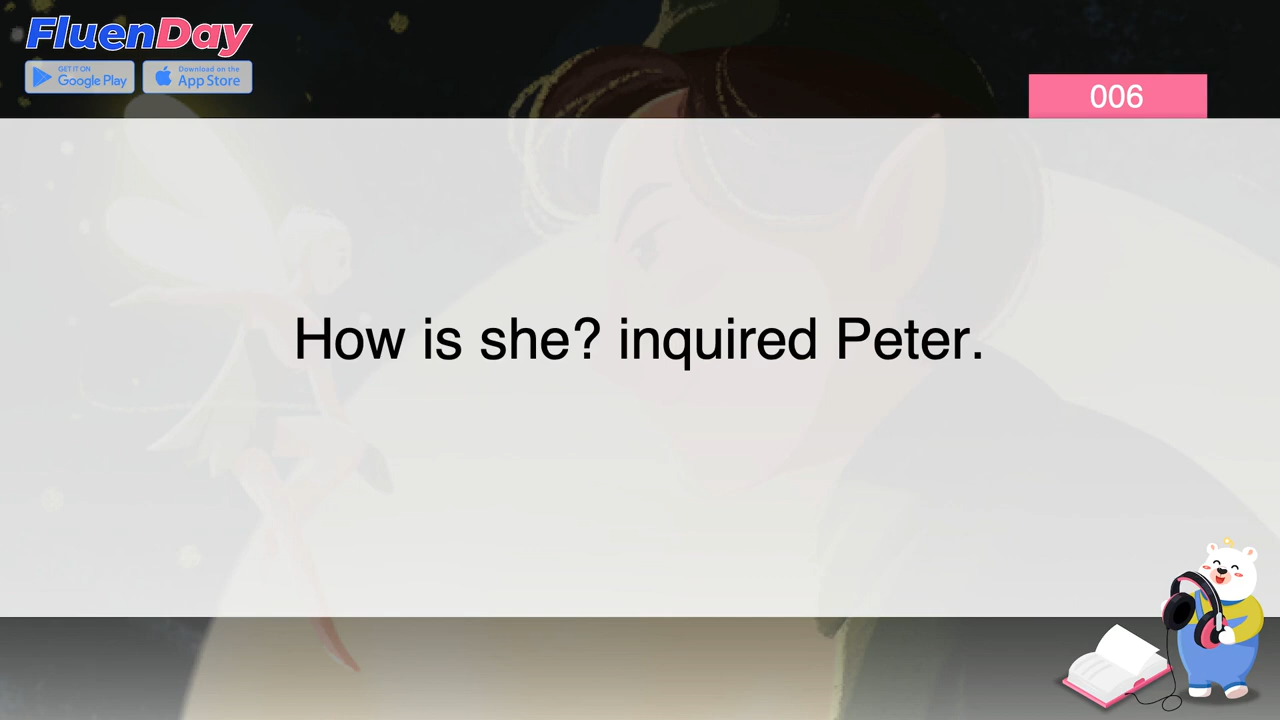 FluenDay
GET IT ON
Google Play
Download on the
App Store
006
How is she? inquired Peter.